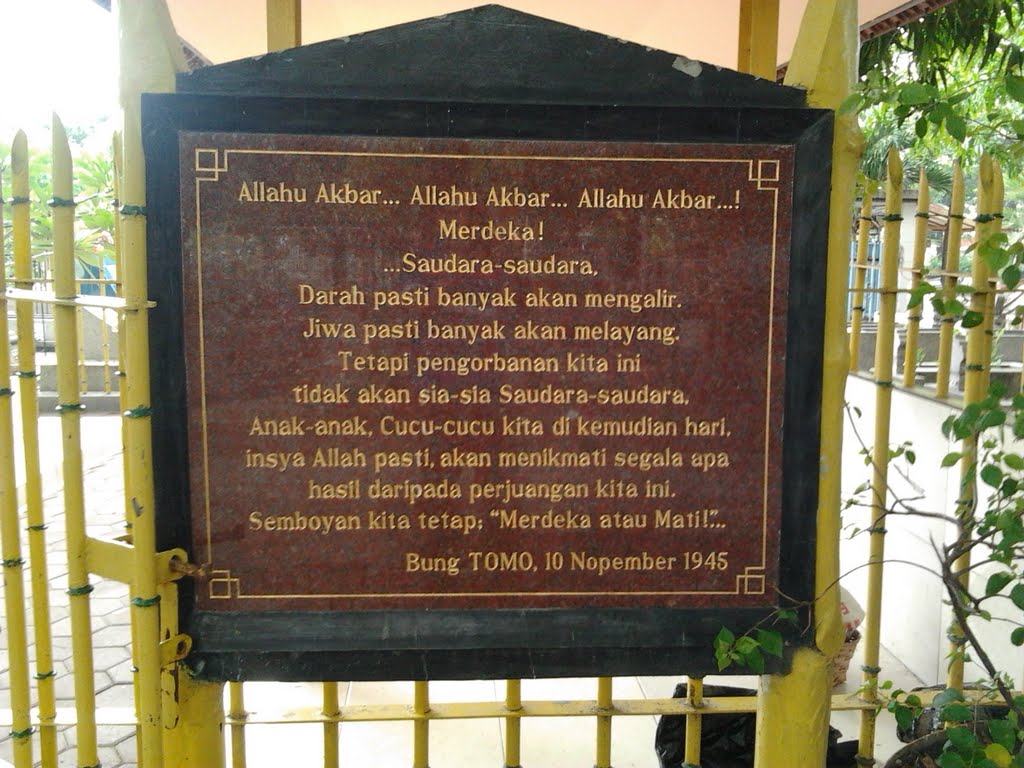 Allahu Akbar... Allahu Akbar... Allahu Akbar...!
Merdeka!
...Saudara-saudara,
Darah pasti banyak akan mengalir.
Jiwa pasti banyak akan melayang.
Tetapi pengorbanan kita ini
tidak akan sia-sia Saudara-saudara,
Anak-anak, Cucu-cucu kita di kemudian hari,
insya Allah pasti, akan menikmati segala apa
hasil daripada perjuangan kita ini.
Semboyan kita tetap; "Merdeka atau Mati!"...
Bung TOMO, 10 Nopember 1945